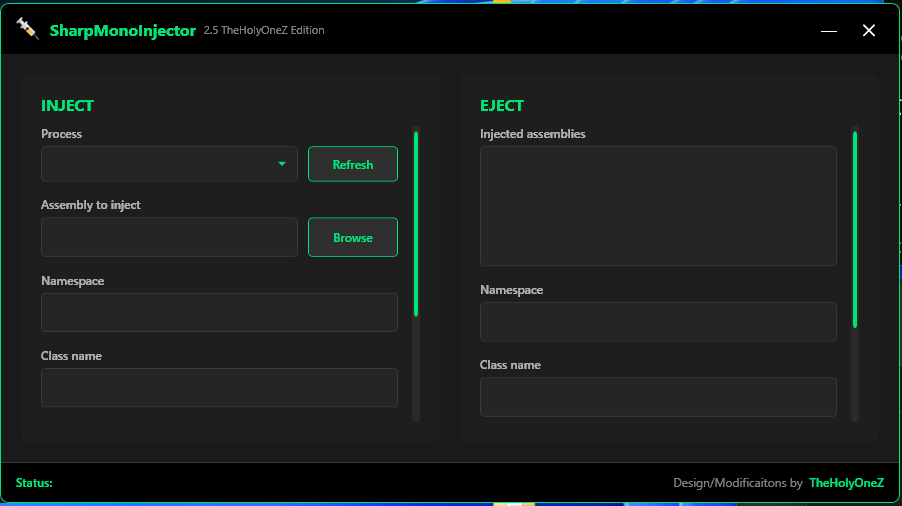 SharpMonoInjector 2.5 TheHolyOneZ Edition
INJECT
Process
Refresh
Assembly to inject
Browse
Namespace
Class name
EJECT
Injected assemblies
Namespace
Class name
Status:
Design/Modificaitons by TheHolyOneZ